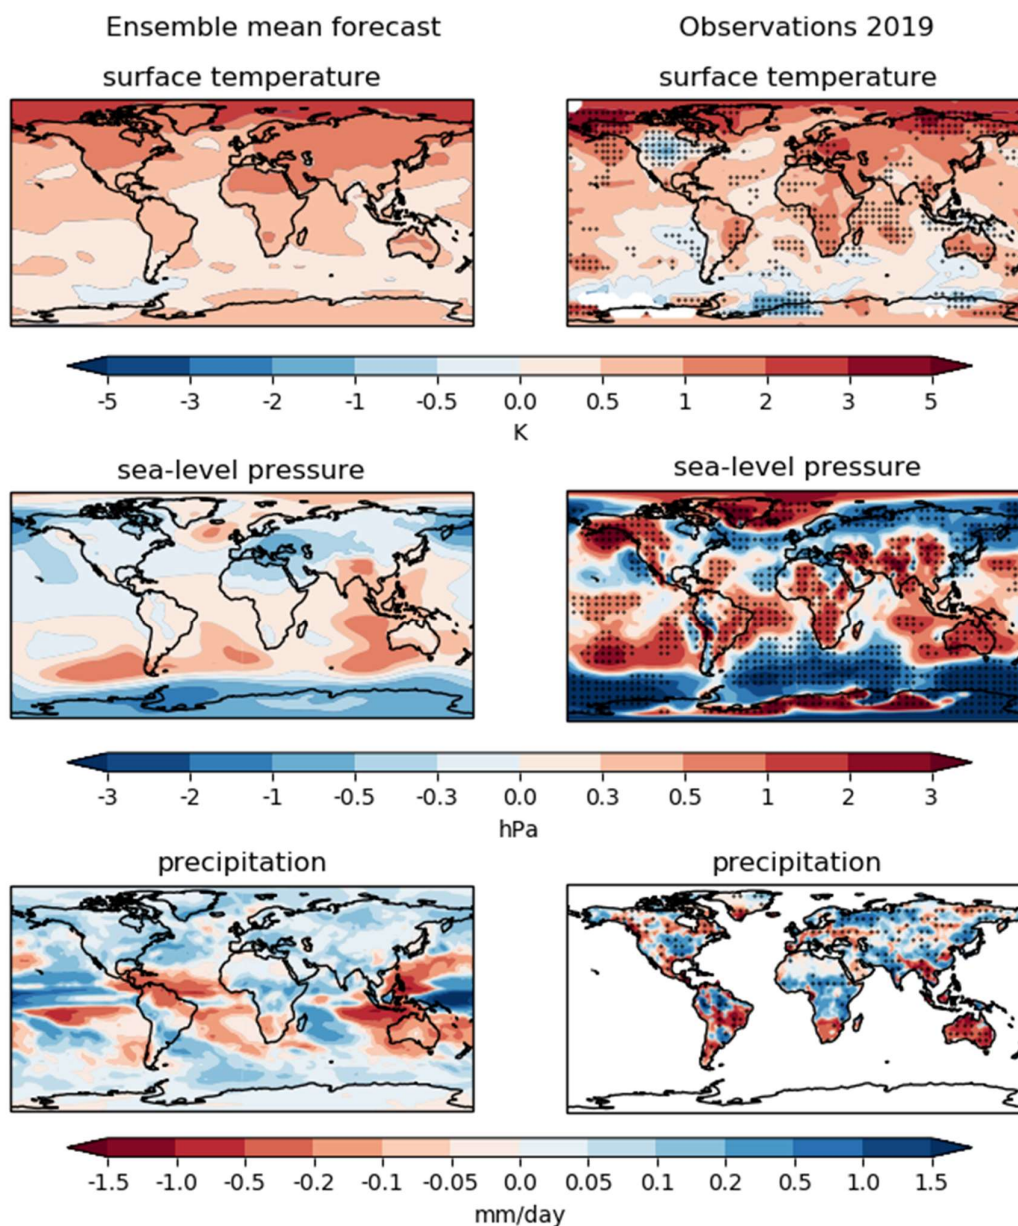 Ensemble mean forecast Observations 2019
surface temperature surface temperature
-5 -3 -2 -1 -0.5 0.0 0.5 1 2 3 5
K
sea-level pressure sea-level pressure
-3 -2 -1 -0.5 -0.3 0.0 0.3 0.5 1 2 3
hPa
precipitation precipitation
-1.5 -1.0 -0.5 -0.2 -0.1 -0.05 0.0 0.05 0.1 0.2 0.5 1.0 1.5
mm/day